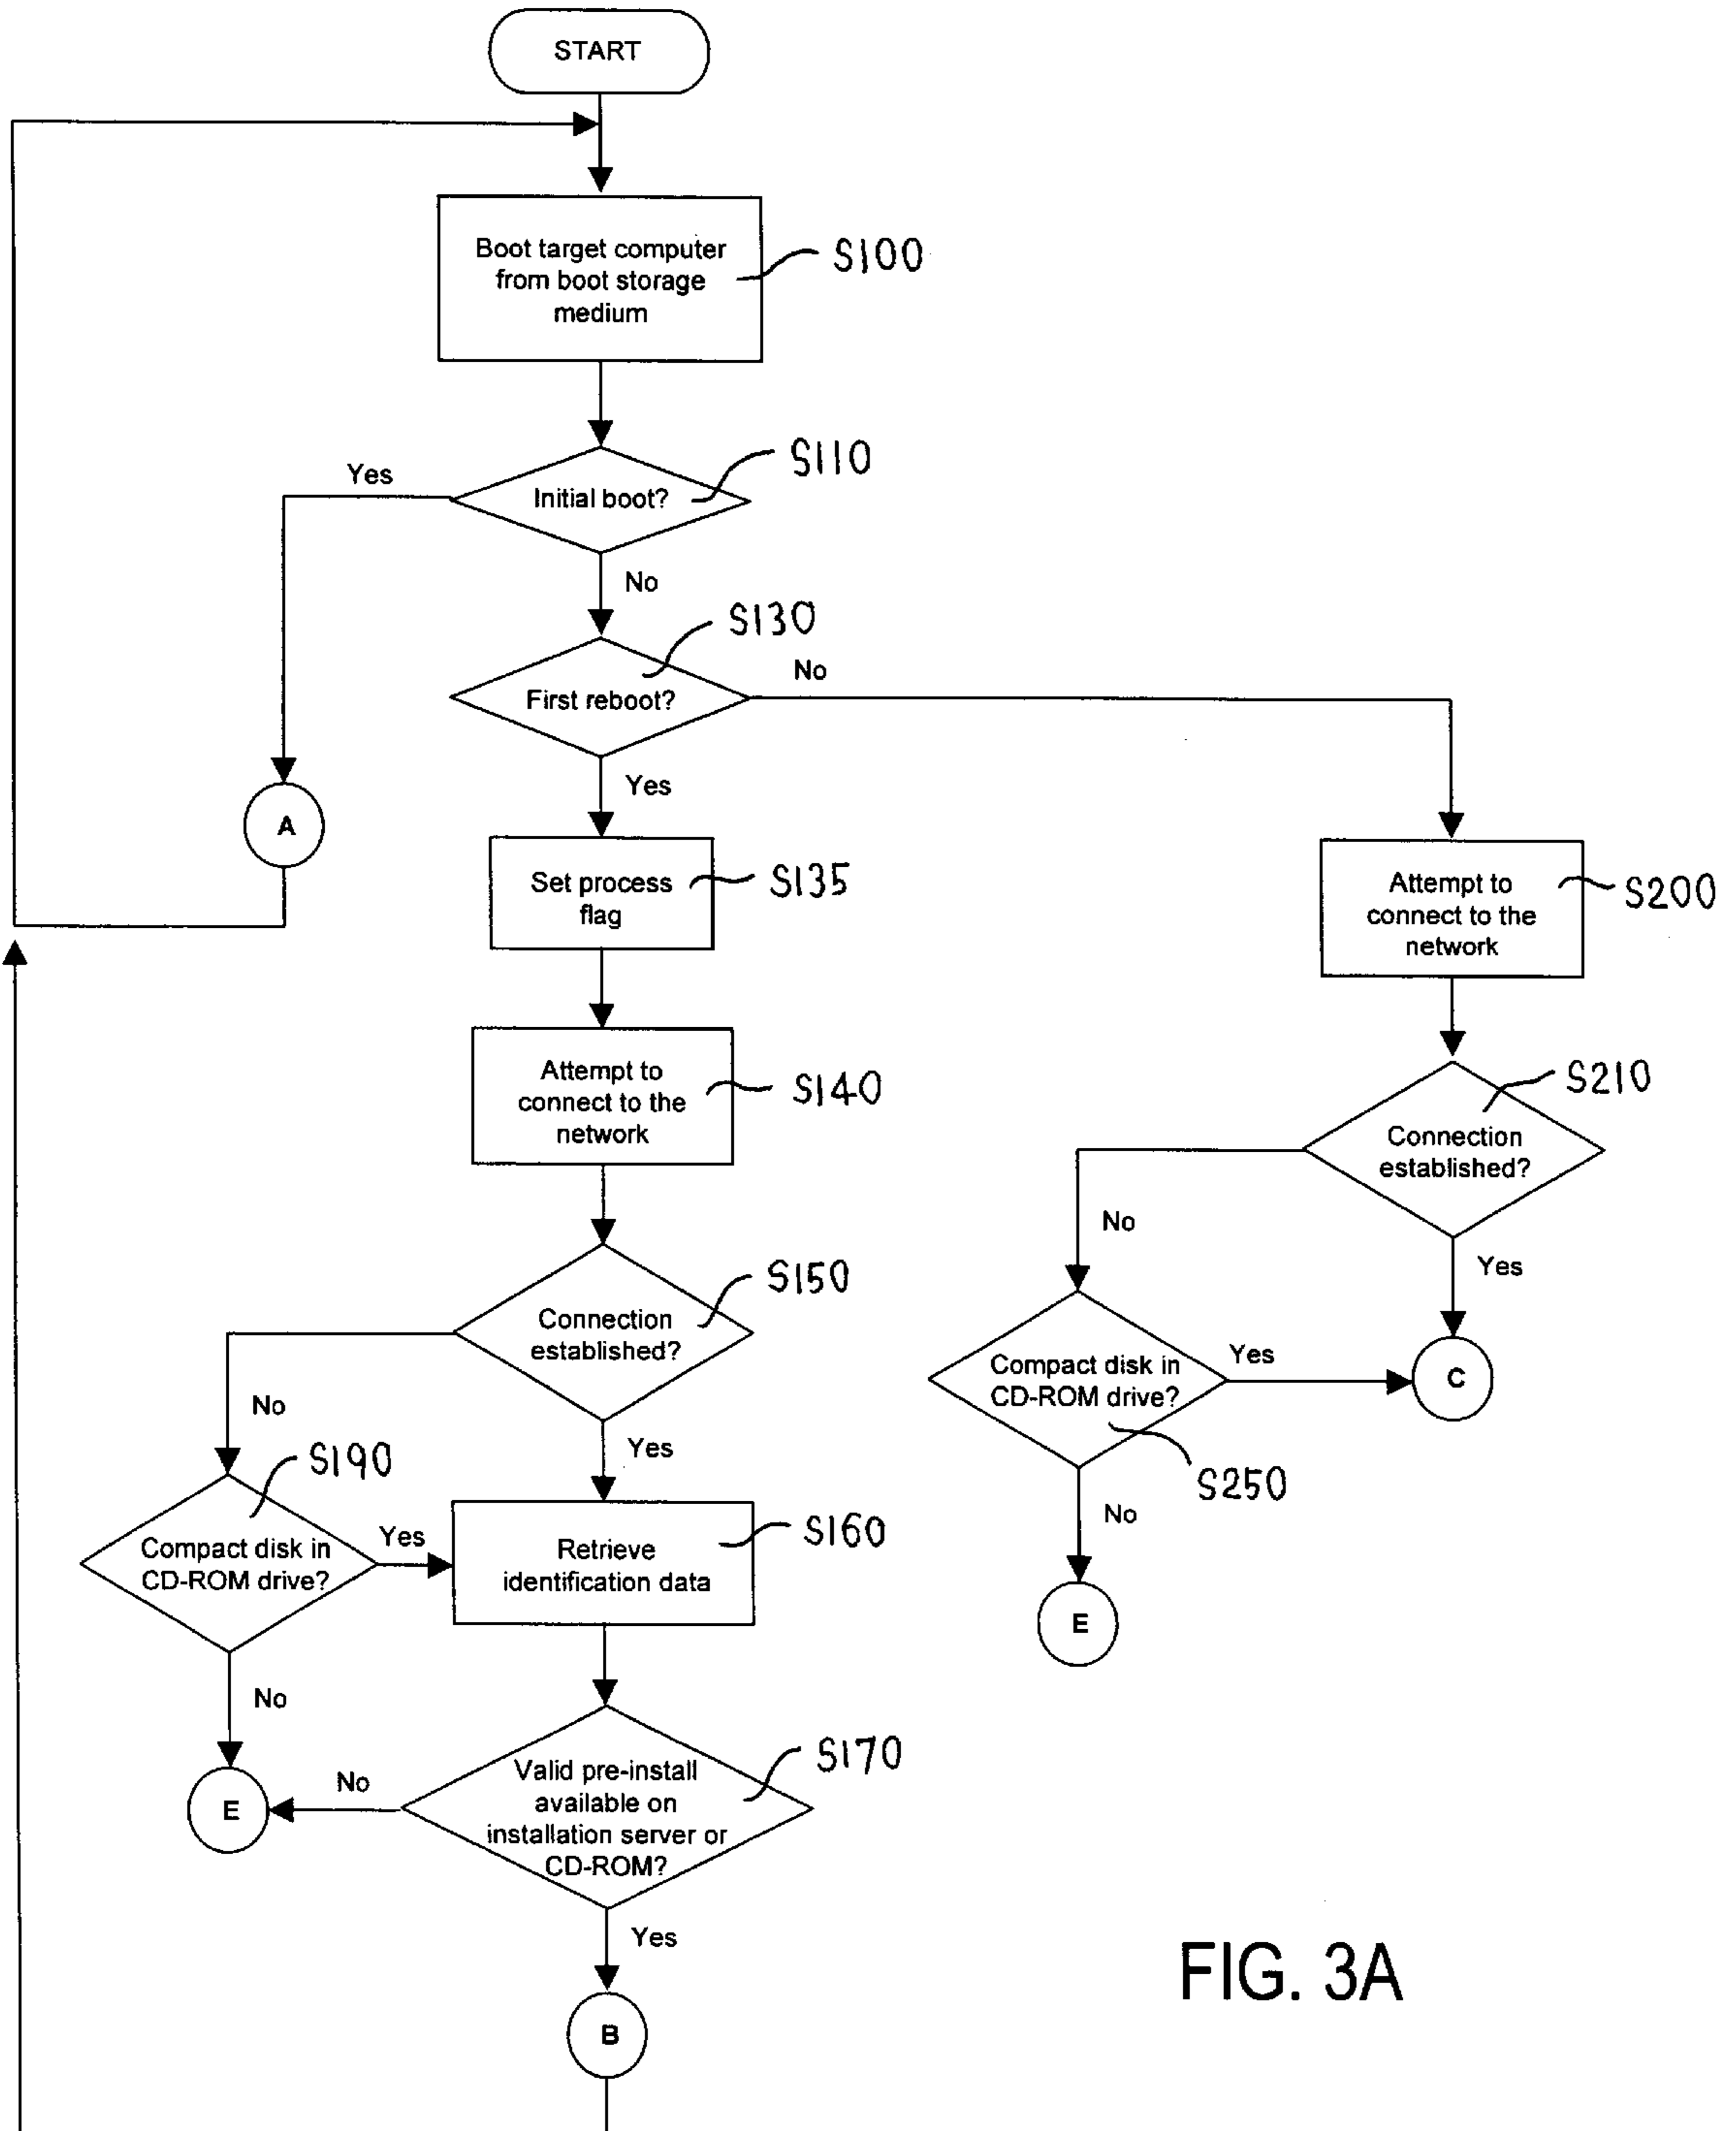 START
Boot target computer
from boot storage
medium
S100
Initial boot?
S110
Yes
No
First reboot?
S130
No
Yes
A
Set process
flag
S135
Attempt to
connect to the
network
S200
Attempt to
connect to the
network
S140
Connection
established?
S210
No
Yes
Connection
established?
S150
No
Yes
Compact disk in
CD-ROM drive?
S250
Yes
C
No
E
Compact disk in
CD-ROM drive?
S190
Yes
No
Retrieve
identification data
S160
Valid pre-install
available on
installation server or
CD-ROM?
S170
No
E
Yes
B
FIG. 3A